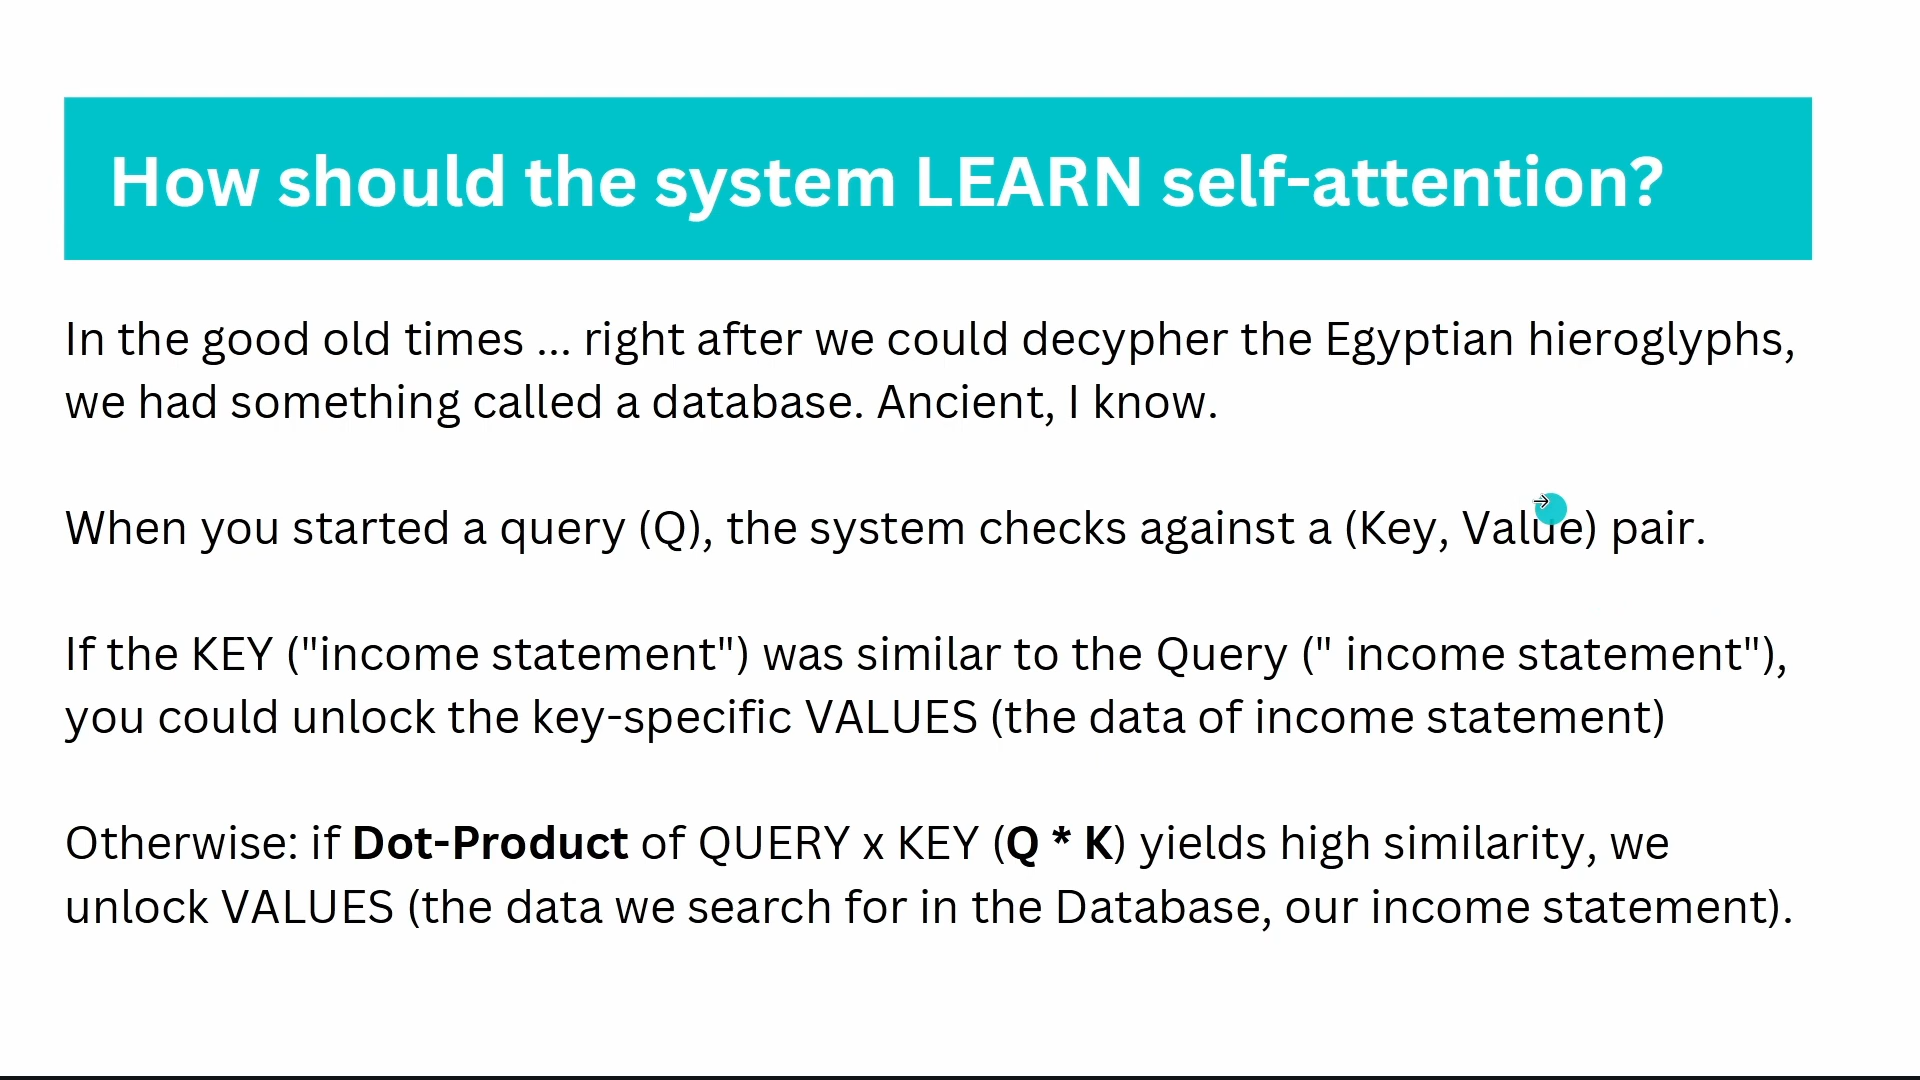 How should the system LEARN self-attention?
In the good old times ... right after we could decypher the Egyptian hieroglyphs,
we had something called a database. Ancient, I know.
When you started a query (Q), the system checks against a (Key, Value) pair.
If the KEY ("income statement") was similar to the Query (" income statement"),
you could unlock the key-specific VALUES (the data of income statement)
Otherwise: if Dot-Product of QUERY x KEY (Q * K) yields high similarity, we
unlock VALUES (the data we search for in the Database, our income statement).